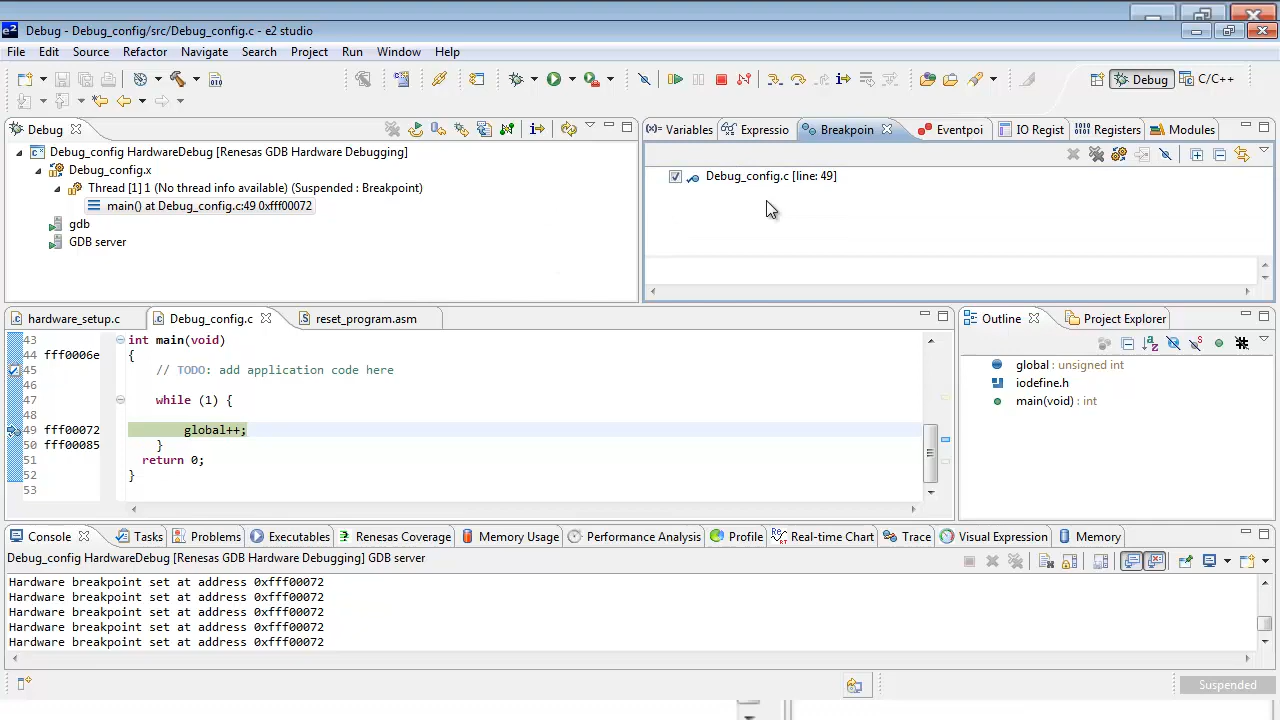 Debug - Debug_config/src/Debug_config.c - e2 studio
File Edit Source Refactor Navigate Search Project Run Window Help
Debug C/C++
Debug
Variables Expressio Breakpoin Eventpoi IO Regist Registers Modules
Debug_config HardwareDebug [Renesas GDB Hardware Debugging]
Debug_config.x
Thread [1] 1 (No thread info available) (Suspended : Breakpoint)
main() at Debug_config.c:49 0xfff00072
gdb
GDB server
Debug_config.c [line: 49]
hardware_setup.c Debug_config.c reset_program.asm
43 int main(void)
44 fff0006e {
45 // TODO: add application code here
46
47 while (1) {
48
49 fff00072 global++;
50 fff00085 }
51 return 0;
52 }
53
Outline Project Explorer
global : unsigned int
iodefine.h
main(void) : int
Console Tasks Problems Executables Renesas Coverage Memory Usage Performance Analysis Profile Real-time Chart Trace Visual Expression Memory
Debug_config HardwareDebug [Renesas GDB Hardware Debugging] GDB server
Hardware breakpoint set at address 0xfff00072
Hardware breakpoint set at address 0xfff00072
Hardware breakpoint set at address 0xfff00072
Hardware breakpoint set at address 0xfff00072
Hardware breakpoint set at address 0xfff00072
Suspended